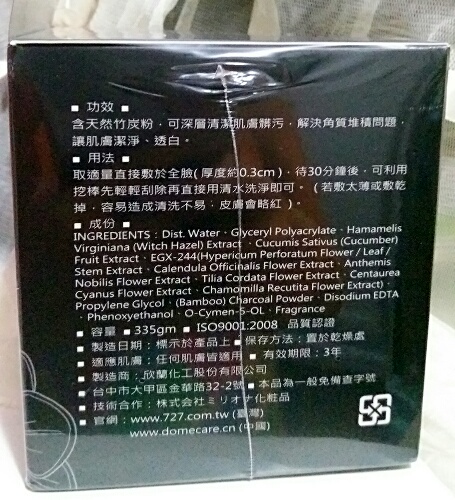 ■ 功效 ■
含天然竹炭粉，可深層清潔肌膚髒污，解決角質堆積問題，
讓肌膚潔淨、透白。
■ 用法 ■
取適量直接敷於全臉(厚度約0.3cm)，待30分鐘後，可利用
挖棒先輕輕刮除再直接用清水洗淨即可。(若敷太薄或敷乾
掉，容易造成清洗不易，皮膚會略紅)。
■ 成份 ■
INGREDIENTS：Dist. Water、Glyceryl Polyacrylate、Hamamelis
Virginiana (Witch Hazel) Extract、Cucumis Sativus (Cucumber)
Fruit Extract、EGX-244(Hypericum Perforatum Flower / Leaf /
Stem Extract、Calendula Officinalis Flower Extract、Anthemis
Nobilis Flower Extract、Tilia Cordata Flower Extract、Centaurea
Cyanus Flower Extract、Chamomilla Recutita Flower Extract)、
Propylene Glycol、(Bamboo) Charcoal Powder、Disodium EDTA
、Phenoxyethanol、O-Cymen-5-OL、Fragrance
■ 容量 ■ 335gm ■ ISO9001:2008 品質認證
■ 製造日期：標示於產品上 ■ 保存方法：置於乾燥處
■ 適應肌膚：任何肌膚皆適用 ■ 有效期限：3年
■ 製造商：欣蘭化工股份有限公司
■ 台中市大甲區金華路32-2號 ■ 本品為一般免備查字號
■ 技術合作：株式会社ミリオナ化粧品
■ 官網：www.727.com.tw (臺灣)
www.domecare.cn (中國)